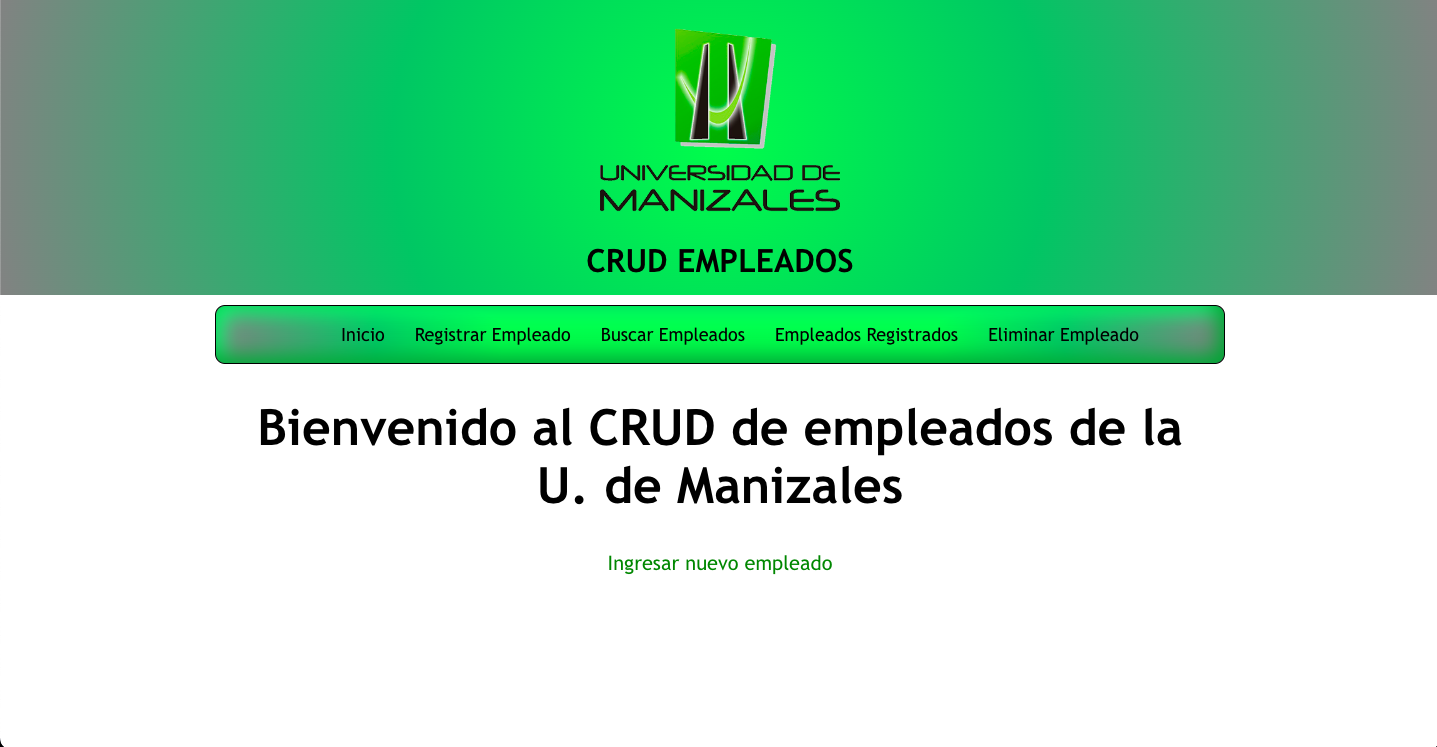 UNIVERSIDAD DE
MANIZALES
CRUD EMPLEADOS
Inicio Registrar Empleado Buscar Empleados Empleados Registrados Eliminar Empleado
Bienvenido al CRUD de empleados de la
U. de Manizales
Ingresar nuevo empleado